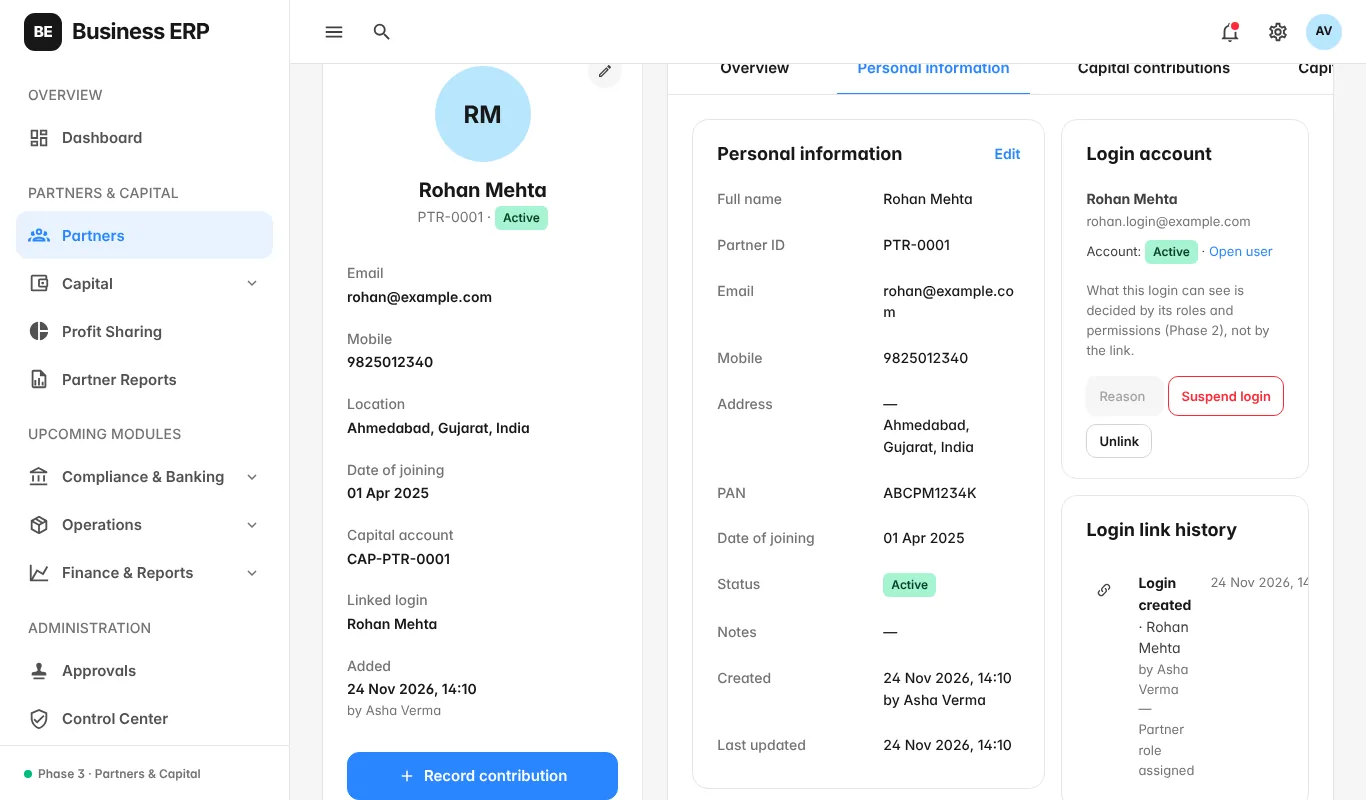 BE Business ERP
AV
OVERVIEW
Dashboard
PARTNERS & CAPITAL
Partners
Capital
Profit Sharing
Partner Reports
UPCOMING MODULES
Compliance & Banking
Operations
Finance & Reports
ADMINISTRATION
Approvals
Control Center
Phase 3 · Partners & Capital
RM
Rohan Mehta
PTR-0001 · Active
Email
rohan@example.com
Mobile
9825012340
Location
Ahmedabad, Gujarat, India
Date of joining
01 Apr 2025
Capital account
CAP-PTR-0001
Linked login
Rohan Mehta
Added
24 Nov 2026, 14:10
by Asha Verma
+ Record contribution
Overview Personal information Capital contributions
Personal information Edit
Full name Rohan Mehta
Partner ID PTR-0001
Email rohan@example.co
m
Mobile 9825012340
Address —
Ahmedabad,
Gujarat, India
PAN ABCPM1234K
Date of joining 01 Apr 2025
Status Active
Notes —
Created 24 Nov 2026, 14:10
by Asha Verma
Last updated 24 Nov 2026, 14:10
Login account
Rohan Mehta
rohan.login@example.com
Account: Active · Open user
What this login can see is
decided by its roles and
permissions (Phase 2), not by
the link.
Reason Suspend login
Unlink
Login link history
Login 24 Nov 2026, 14
created
· Rohan
Mehta
by Asha
Verma
—
Partner
role
assigned